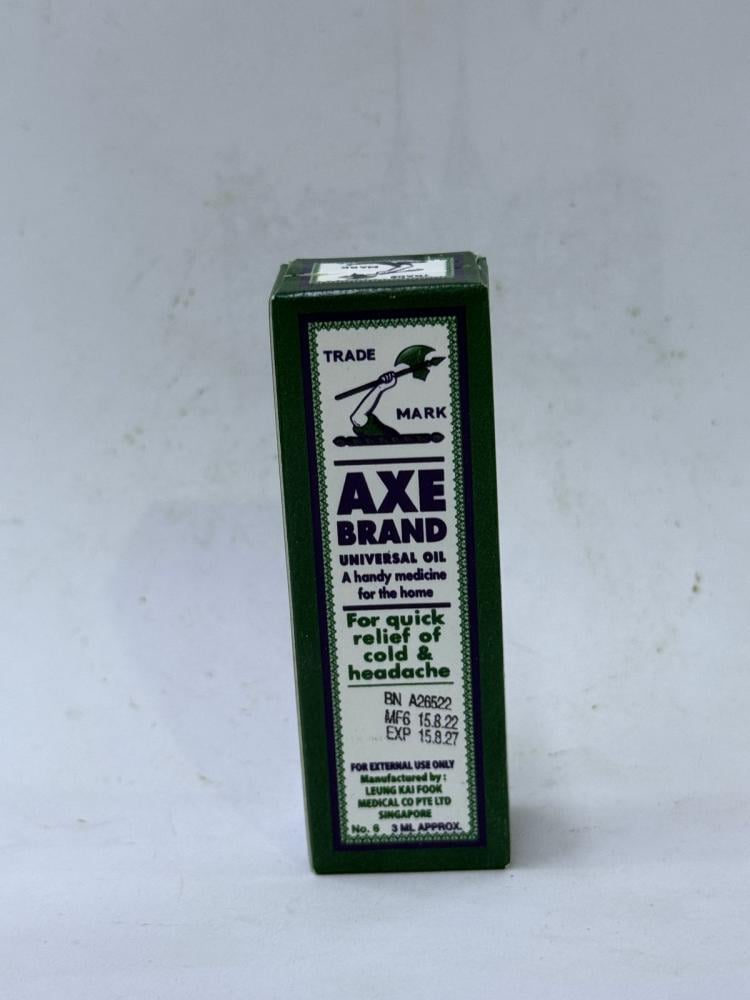 MARK
TRADE
TRADE
MARK
AXE
BRAND
UNIVERSAL OIL
A handy medicine
for the home
For quick
relief of
cold &
headache
BN A26522
MFG 15.8.22
EXP 15.8.27
FOR EXTERNAL USE ONLY
Manufactured by :
LEUNG KAI FOOK
MEDICAL CO PTE LTD
SINGAPORE
No. 6 3 ML APPROX.